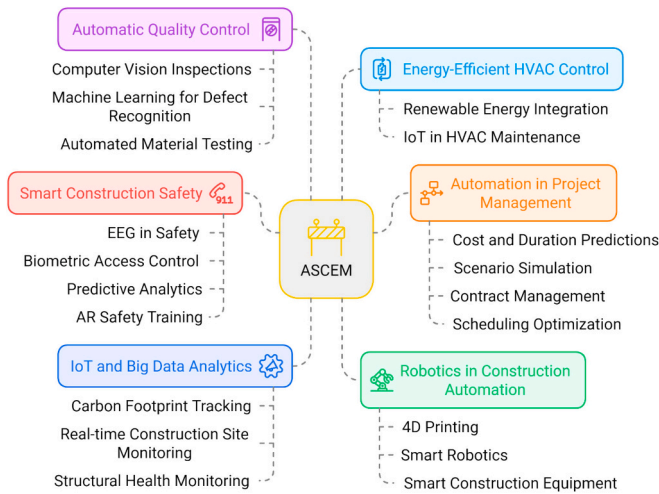 Automatic Quality Control
Computer Vision Inspections
Machine Learning for Defect
Recognition
Automated Material Testing
Smart Construction Safety
911
EEG in Safety
Biometric Access Control
Predictive Analytics
AR Safety Training
IoT and Big Data Analytics
Carbon Footprint Tracking
Real-time Construction Site
Monitoring
Structural Health Monitoring
ASCEM
Energy-Efficient HVAC Control
Renewable Energy Integration
IoT in HVAC Maintenance
Automation in Project
Management
Cost and Duration Predictions
Scenario Simulation
Contract Management
Scheduling Optimization
Robotics in Construction
Automation
4D Printing
Smart Robotics
Smart Construction Equipment